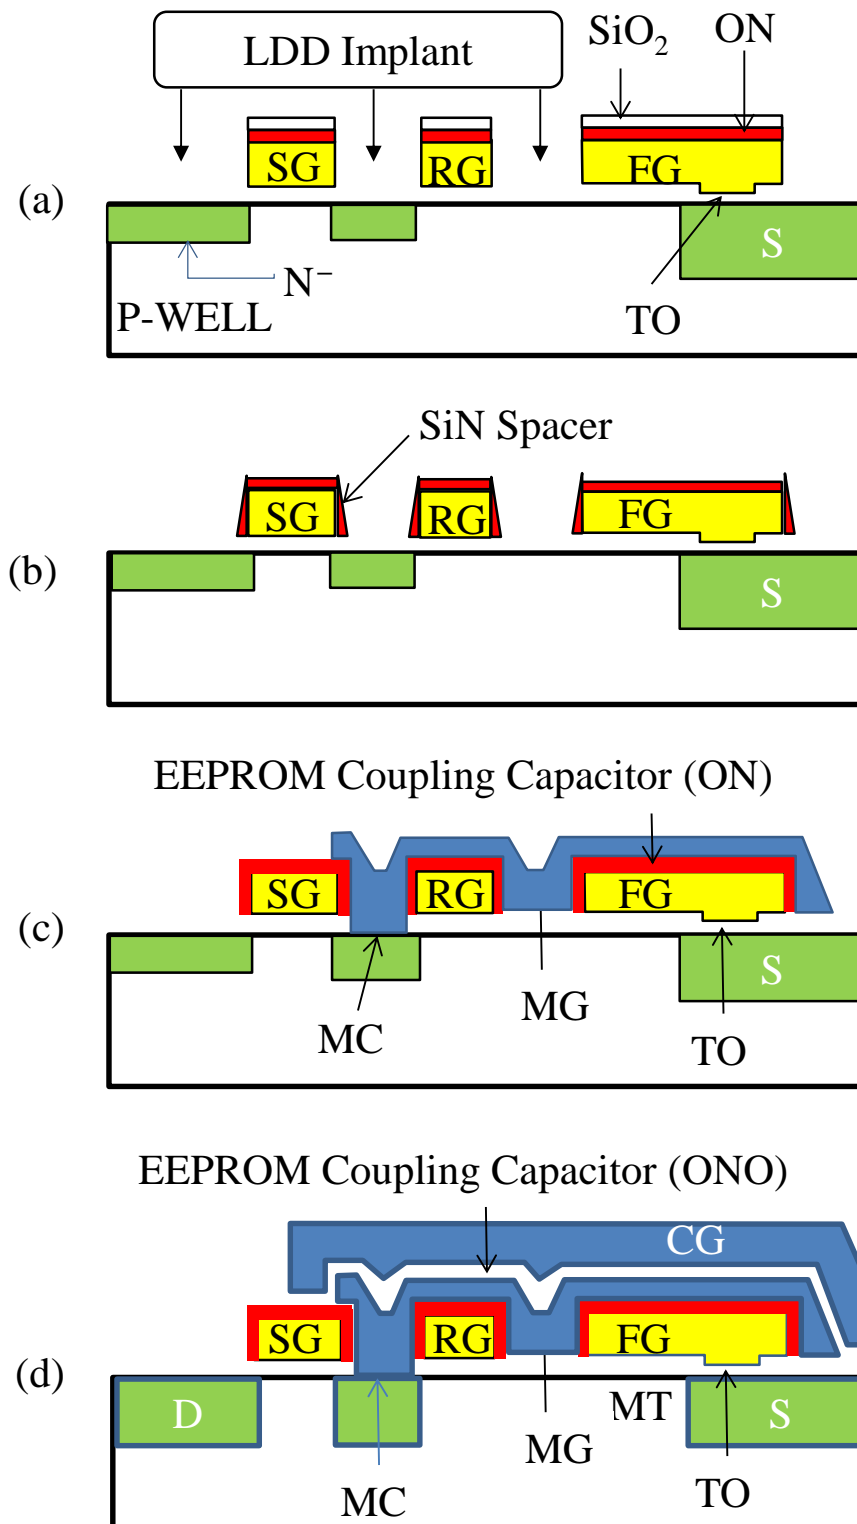 LDD Implant
SiO₂ ON
SG RG FG
(a)
S
N⁻
P-WELL
TO
SiN Spacer
SG RG FG
(b)
S
EEPROM Coupling Capacitor (ON)
SG RG FG
(c)
S
MG
MC
TO
EEPROM Coupling Capacitor (ONO)
CG
SG RG FG
(d)
D MT S
MG
MC TO